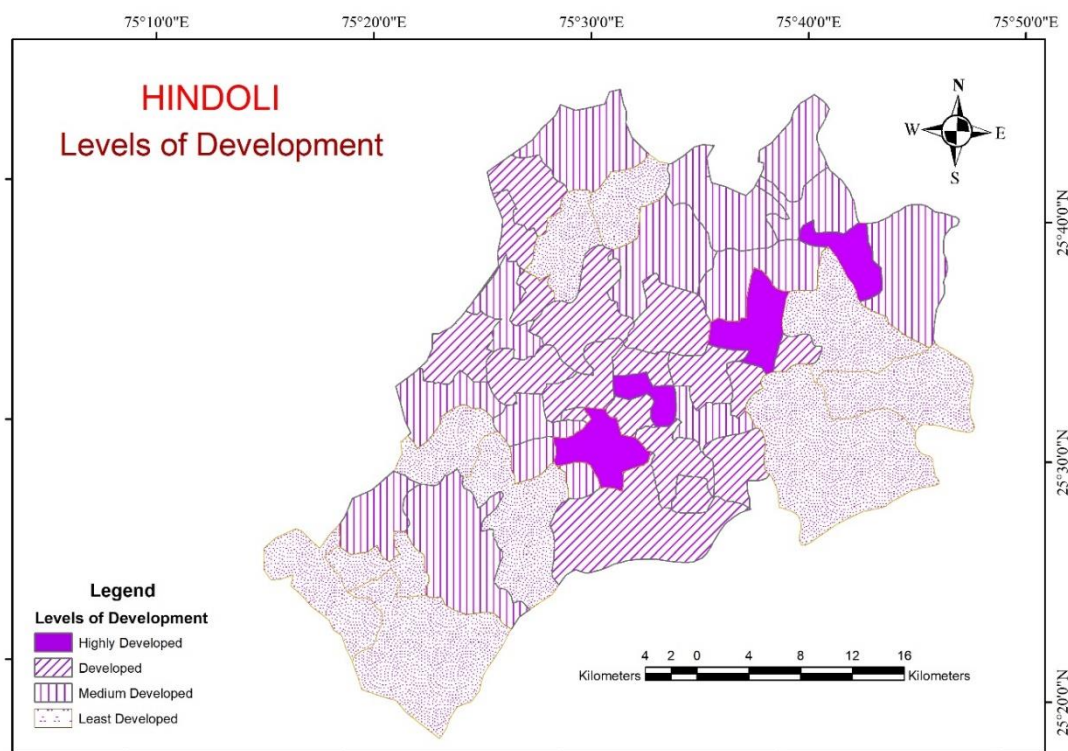 75°10'0"E 75°20'0"E 75°30'0"E 75°40'0"E 75°50'0"E
HINDOLI
Levels of Development
N
W E
S
25°40'0"N
25°30'0"N
25°20'0"N
Legend
Levels of Development
Highly Developed
Developed
Medium Developed
Least Developed
4 2 0 4 8 12 16
Kilometers Kilometers